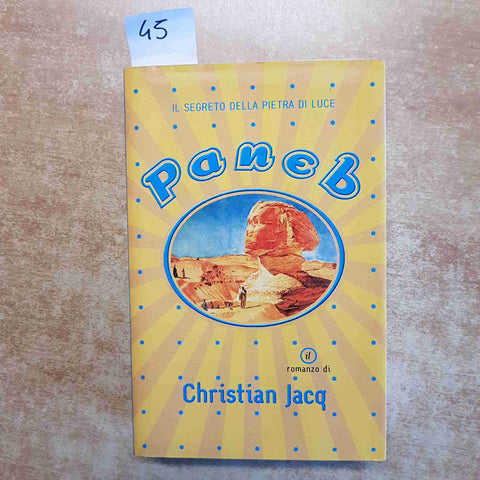 45
IL SEGRETO DELLA PIETRA DI LUCE
Paneb
il
romanzo di
Christian Jacq